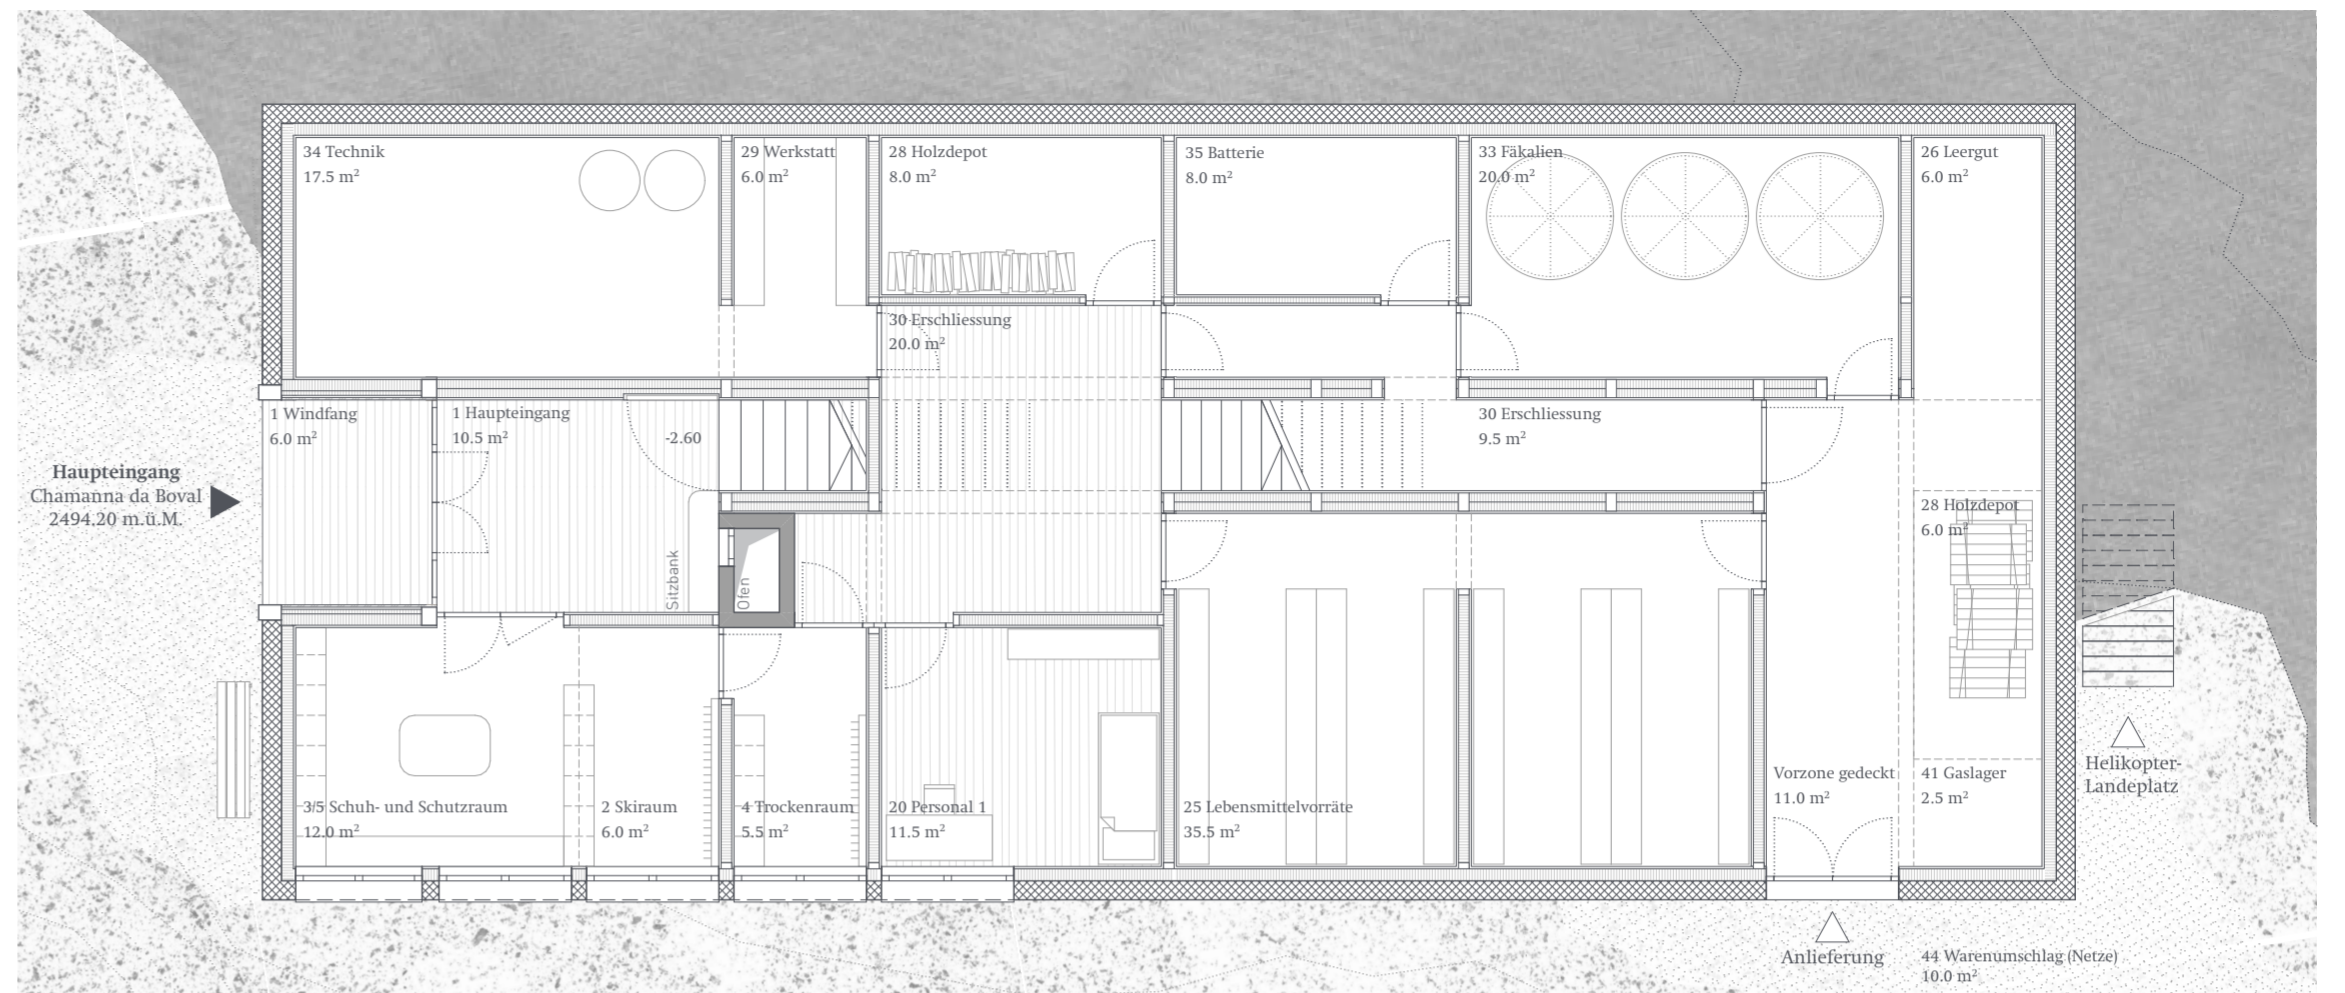 34 Technik
17.5 m²
29 Werkstatt
6.0 m²
28 Holzdepot
8.0 m²
35 Batterie
8.0 m²
33 Fäkalien
20.0 m²
26 Leergut
6.0 m²
30 Erschliessung
20.0 m²
1 Windfang
6.0 m²
1 Haupteingang
10.5 m²
-2.60
30 Erschliessung
9.5 m²
Haupteingang
Chamanna da Boval
2494.20 m.ü.M.
28 Holzdepot
6.0 m²
Sitzbank
Ofen
Helikopter-
Landeplatz
Vorzone gedeckt
11.0 m²
41 Gaslager
2.5 m²
3/5 Schuh- und Schutzraum
12.0 m²
2 Skiraum
6.0 m²
4 Trockenraum
5.5 m²
20 Personal 1
11.5 m²
25 Lebensmittelvorräte
35.5 m²
Anlieferung
44 Warenumschlag (Netze)
10.0 m²